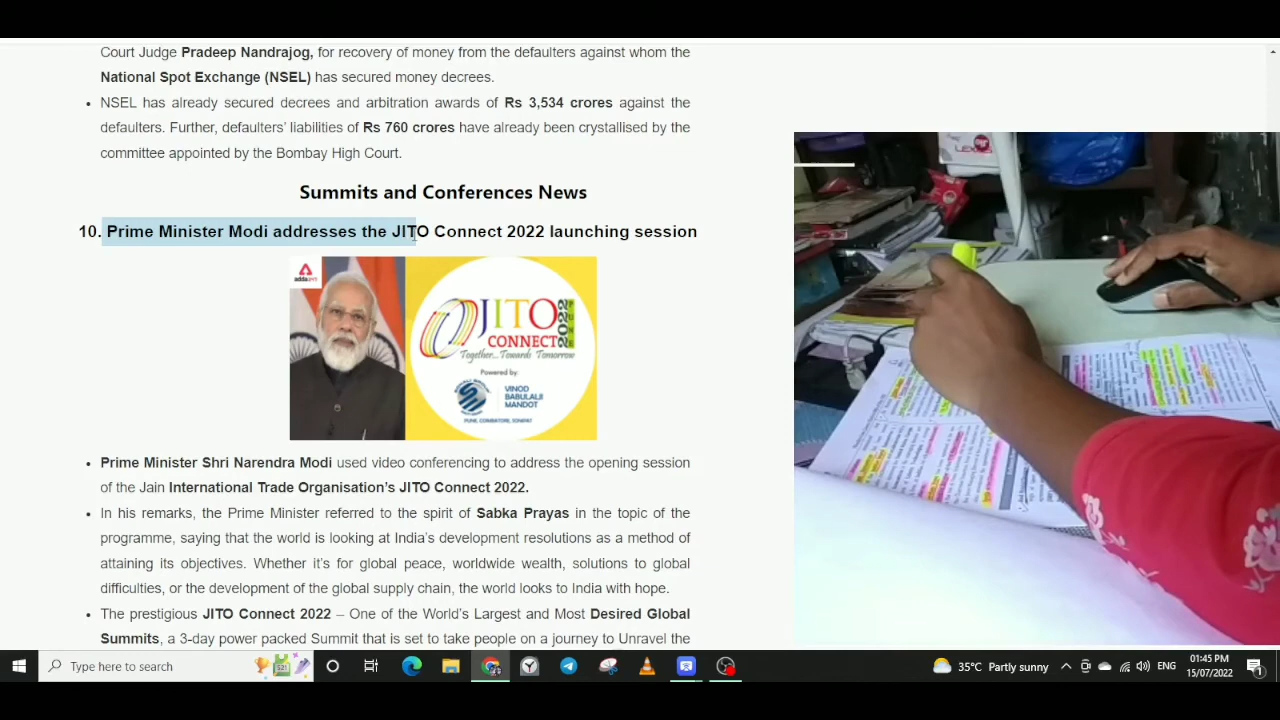 Court Judge Pradeep Nandrajog, for recovery of money from the defaulters against whom the
National Spot Exchange (NSEL) has secured money decrees.
• NSEL has already secured decrees and arbitration awards of Rs 3,534 crores against the
defaulters. Further, defaulters' liabilities of Rs 760 crores have already been crystallised by the
committee appointed by the Bombay High Court.
Summits and Conferences News
10. Prime Minister Modi addresses the JITO Connect 2022 launching session
adda247
JITO
CONNECT
2022
Together... Towards Tomorrow
Powered by:
VINOD
BABULALJI
MANDOT
PUNE, COIMBATORE, SONIPAT
• Prime Minister Shri Narendra Modi used video conferencing to address the opening session
of the Jain International Trade Organisation's JITO Connect 2022.
• In his remarks, the Prime Minister referred to the spirit of Sabka Prayas in the topic of the
programme, saying that the world is looking at India's development resolutions as a method of
attaining its objectives. Whether it's for global peace, worldwide wealth, solutions to global
difficulties, or the development of the global supply chain, the world looks to India with hope.
• The prestigious JITO Connect 2022 – One of the World's Largest and Most Desired Global
Summits, a 3-day power packed Summit that is set to take people on a journey to Unravel the
Type here to search
35°C Partly sunny
ENG
01:45 PM
15/07/2022